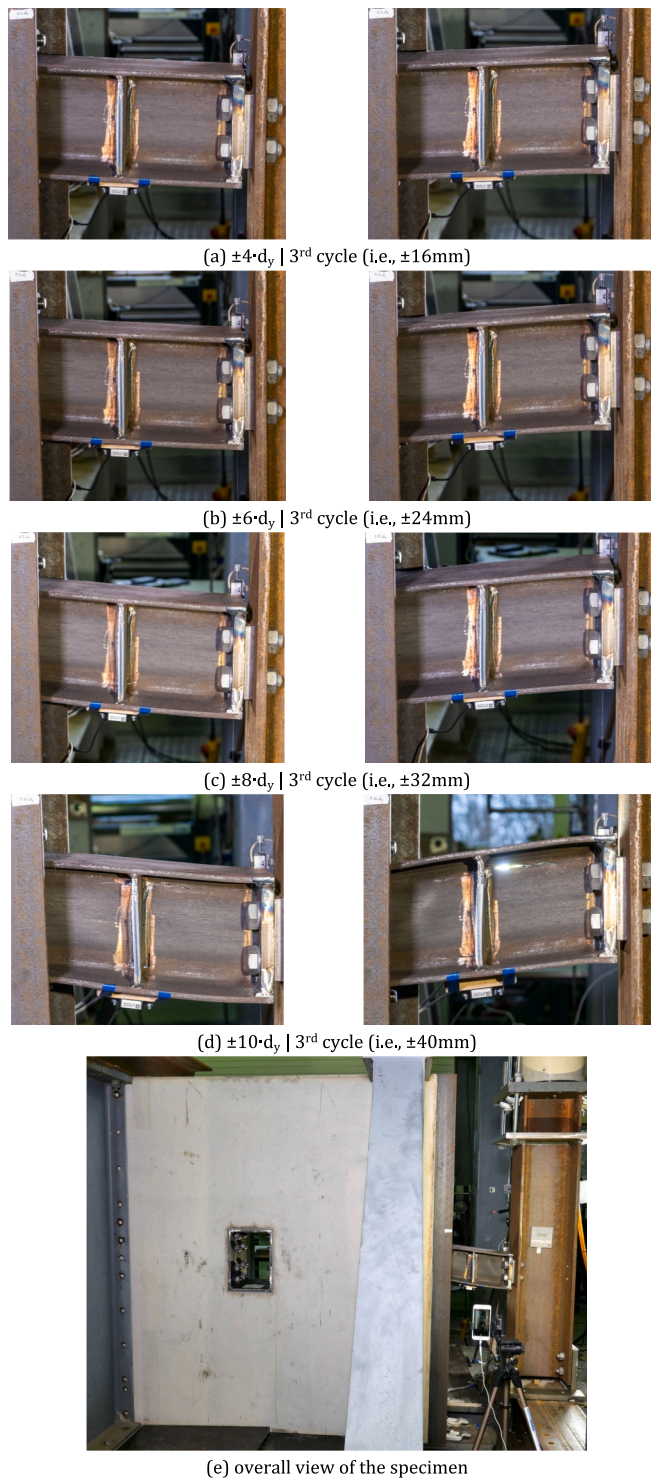 (a) ±4·dy | 3rd cycle (i.e., ±16mm)
(b) ±6·dy | 3rd cycle (i.e., ±24mm)
(c) ±8·dy | 3rd cycle (i.e., ±32mm)
(d) ±10·dy | 3rd cycle (i.e., ±40mm)
(e) overall view of the specimen